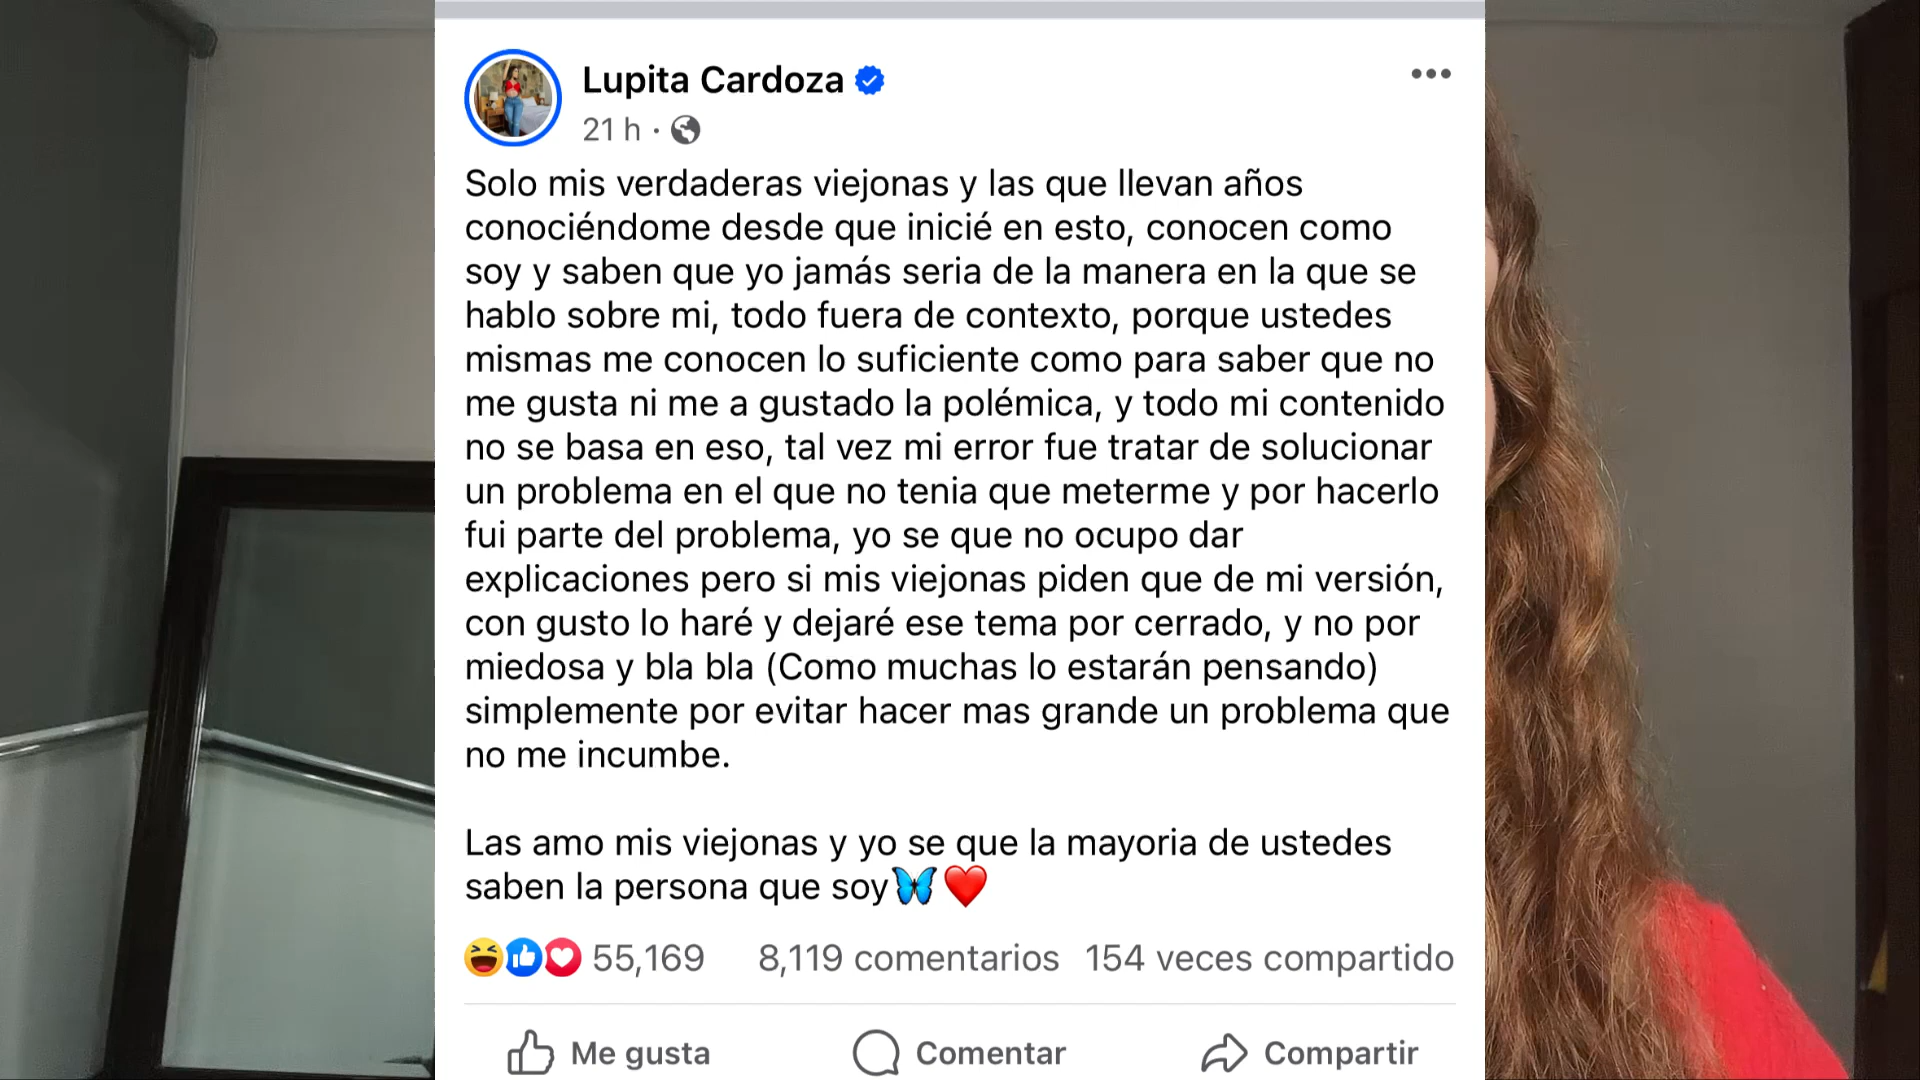 Lupita Cardoza
21 h ·
Solo mis verdaderas viejonas y las que llevan años
conociéndome desde que inicié en esto, conocen como
soy y saben que yo jamás seria de la manera en la que se
hablo sobre mi, todo fuera de contexto, porque ustedes
mismas me conocen lo suficiente como para saber que no
me gusta ni me a gustado la polémica, y todo mi contenido
no se basa en eso, tal vez mi error fue tratar de solucionar
un problema en el que no tenia que meterme y por hacerlo
fui parte del problema, yo se que no ocupo dar
explicaciones pero si mis viejonas piden que de mi versión,
con gusto lo haré y dejaré ese tema por cerrado, y no por
miedosa y bla bla (Como muchas lo estarán pensando)
simplemente por evitar hacer mas grande un problema que
no me incumbe.
Las amo mis viejonas y yo se que la mayoria de ustedes
saben la persona que soy🦋❤️
55,169 8,119 comentarios 154 veces compartido
Me gusta Comentar Compartir